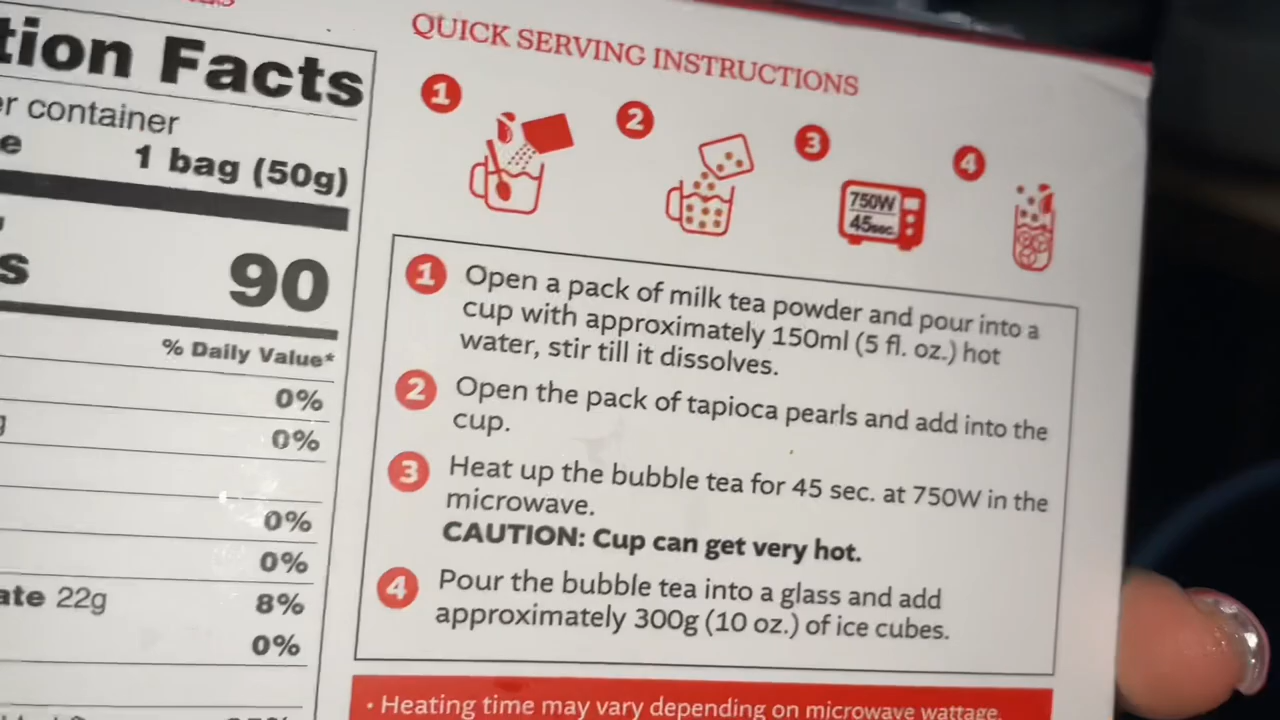 tion Facts
er container
e 1 bag (50g)
s 90
% Daily Value*
0%
g 0%
0%
0%
ate 22g 8%
0%
QUICK SERVING INSTRUCTIONS
1 2 3 4
750W
45sec.
1 Open a pack of milk tea powder and pour into a
cup with approximately 150ml (5 fl. oz.) hot
water, stir till it dissolves.
2 Open the pack of tapioca pearls and add into the
cup.
3 Heat up the bubble tea for 45 sec. at 750W in the
microwave.
CAUTION: Cup can get very hot.
4 Pour the bubble tea into a glass and add
approximately 300g (10 oz.) of ice cubes.
• Heating time may vary depending on microwave wattage.